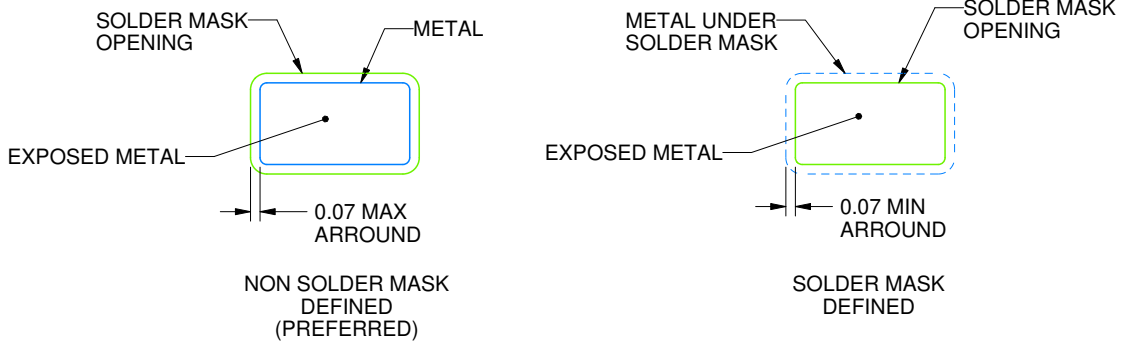 SOLDER MASK
OPENING
METAL
EXPOSED METAL
0.07 MAX
ARROUND
NON SOLDER MASK
DEFINED
(PREFERRED)
METAL UNDER
SOLDER MASK
SOLDER MASK
OPENING
EXPOSED METAL
0.07 MIN
ARROUND
SOLDER MASK
DEFINED